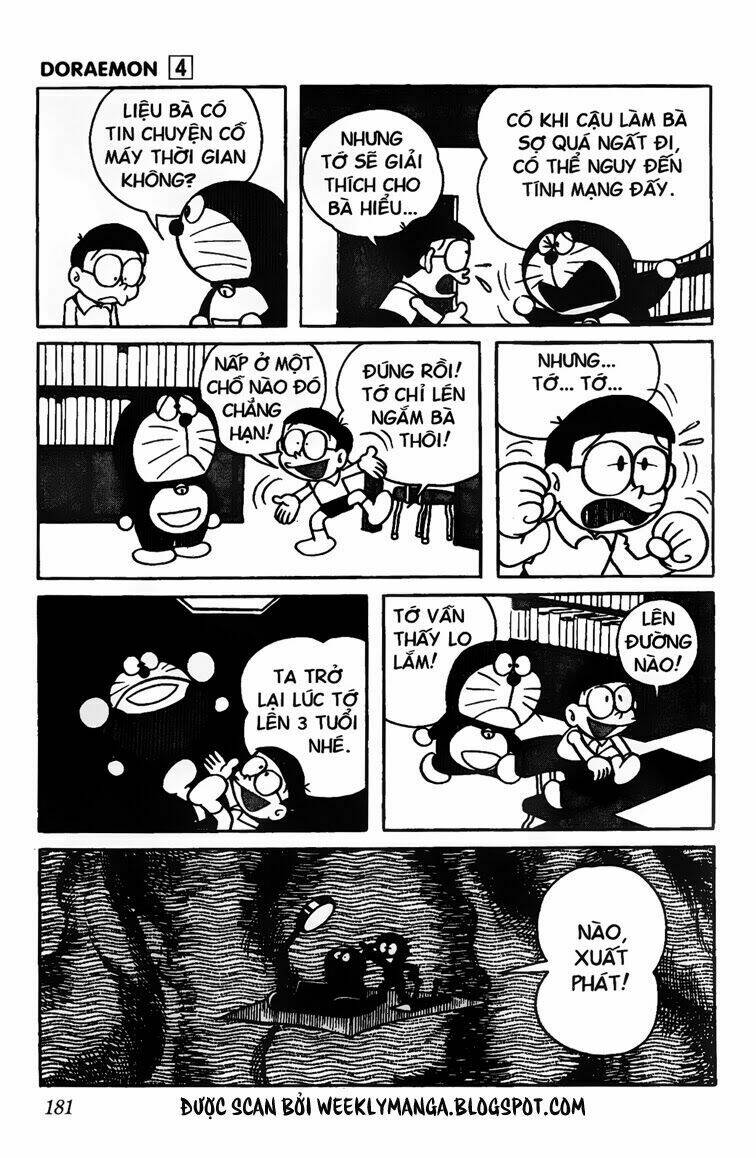 DORAEMON 4
CÓ KHI CẬU LÀM BÀ
SỢ QUÁ NGẤT ĐI,
CÓ THỂ NGUY ĐẾN
TÍNH MẠNG ĐẤY.
NHƯNG
TỚ SẼ GIẢI
THÍCH CHO
BÀ HIỂU...
LIỆU BÀ CÓ
TIN CHUYỆN CỖ
MÁY THỜI GIAN
KHÔNG?
NHƯNG...
TỚ... TỚ...
ĐÚNG RỒI!
TỚ CHỈ LÉN
NGẮM BÀ
THÔI!
NẤP Ở MỘT
CHỖ NÀO ĐÓ
CHẲNG
HẠN!
LÊN
ĐƯỜNG
NÀO!
TỚ VẪN
THẤY LO
LẮM!
TA TRỞ
LẠI LÚC TỚ
LÊN 3 TUỔI
NHÉ.
NÀO,
XUẤT
PHÁT!
181
ĐƯỢC SCAN BỞI WEEKLYMANGA.BLOGSPOT.COM